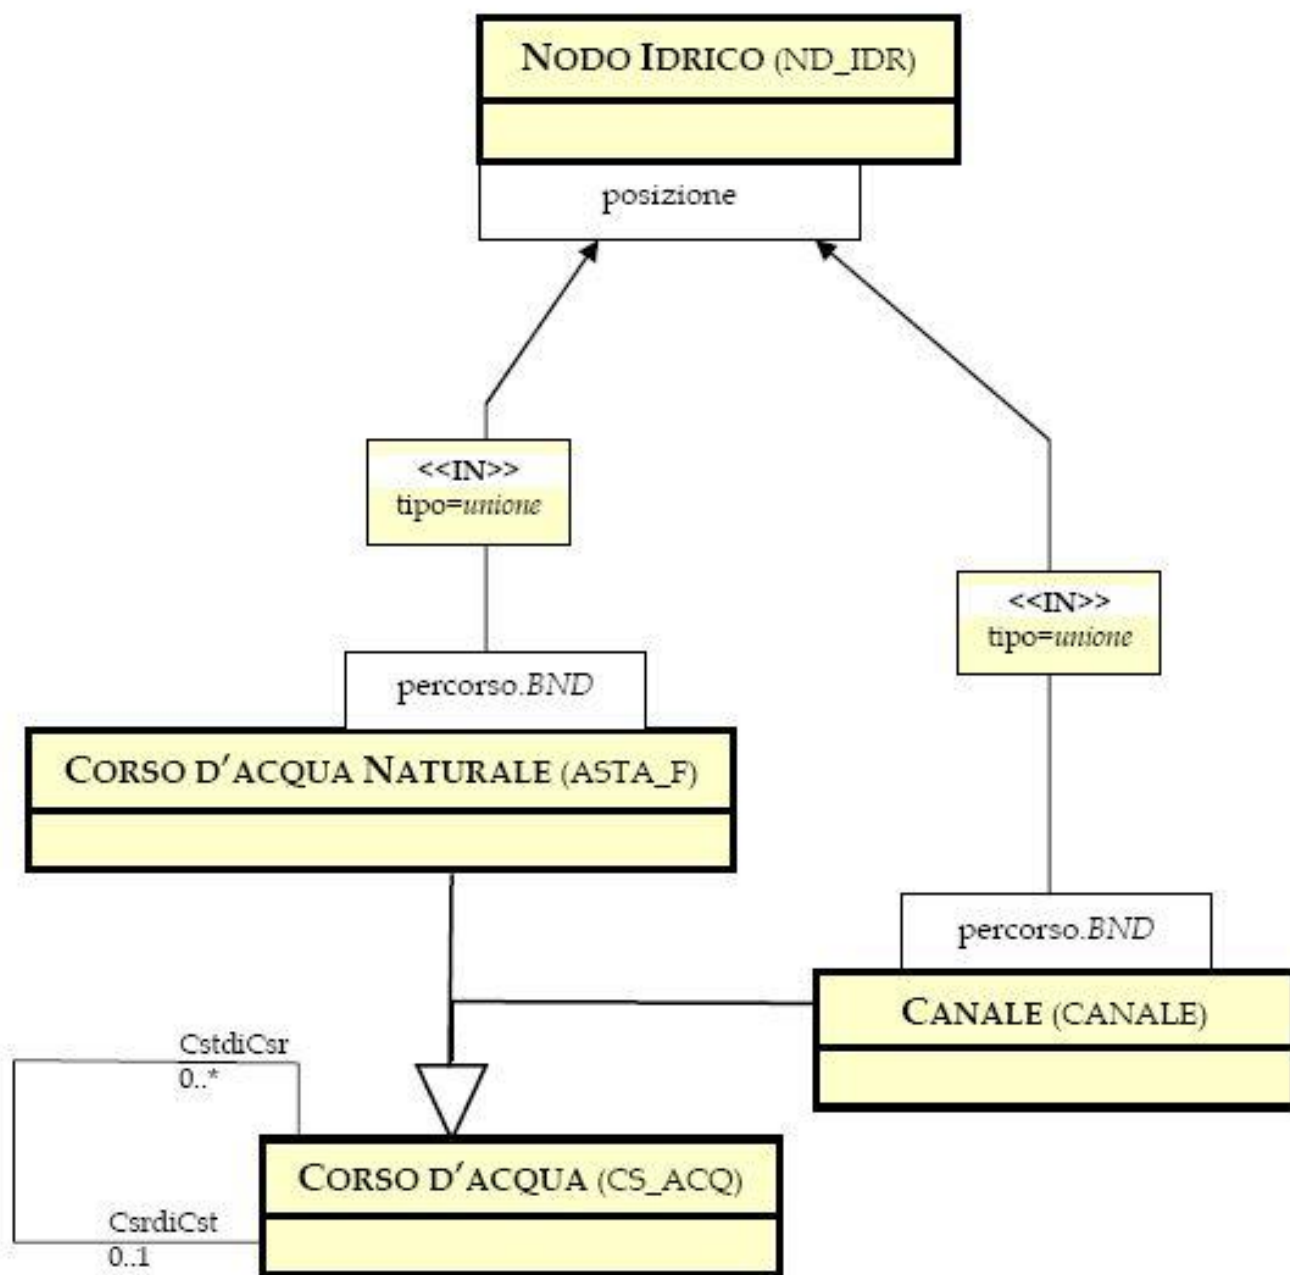 NODO IDRICO (ND_IDR)
posizione
<<IN>>
tipo=unione
<<IN>>
tipo=unione
percorso.BND
CORSO D'ACQUA NATURALE (ASTA_F)
percorso.BND
CANALE (CANALE)
CstdiCsr
0..*
CORSO D'ACQUA (CS_ACQ)
CsrdiCst
0..1